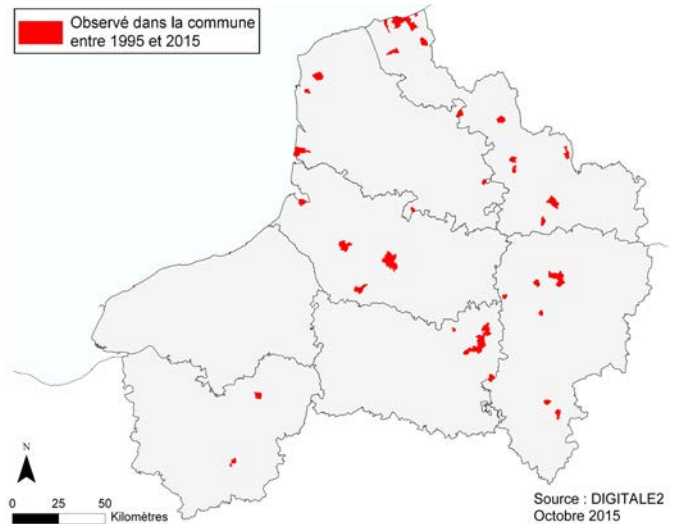 Observé dans la commune
entre 1995 et 2015
N
0 25 50
Kilomètres
Source : DIGITALE2
Octobre 2015